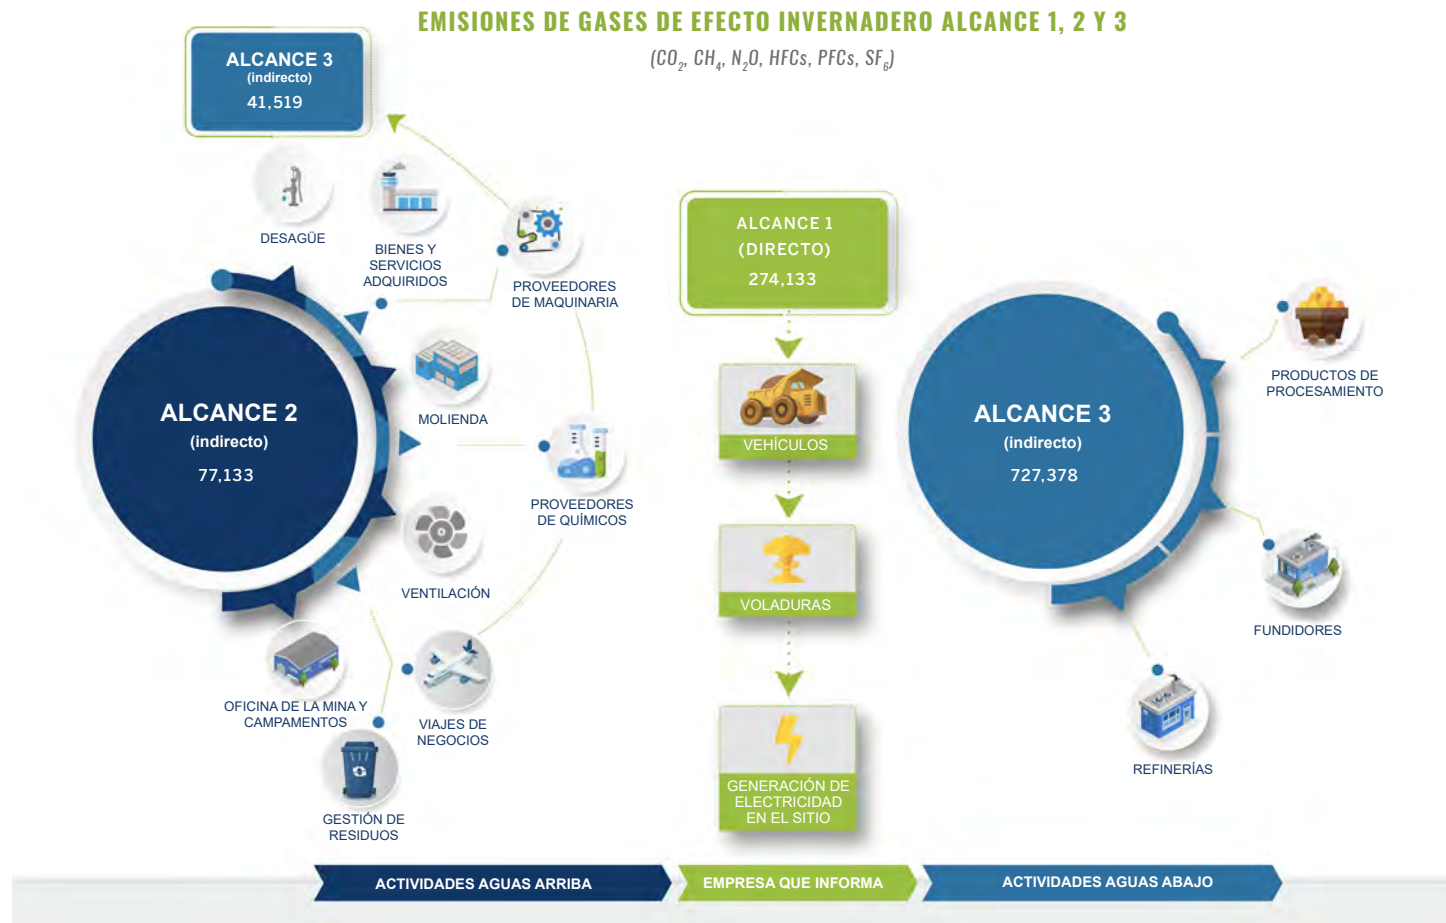 EMISIONES DE GASES DE EFECTO INVERNADERO ALCANCE 1, 2 Y 3
(CO₂, CH₄, N₂O, HFCs, PFCs, SF₆)
ALCANCE 3
(indirecto)
41,519
DESAGÜE
BIENES Y
SERVICIOS
ADQUIRIDOS
PROVEEDORES
DE MAQUINARIA
ALCANCE 2
(indirecto)
77,133
MOLIENDA
PROVEEDORES
DE QUÍMICOS
VENTILACIÓN
OFICINA DE LA MINA Y
CAMPAMENTOS
VIAJES DE
NEGOCIOS
GESTIÓN DE
RESIDUOS
ALCANCE 1
(DIRECTO)
274,133
VEHÍCULOS
VOLADURAS
GENERACIÓN DE
ELECTRICIDAD
EN EL SITIO
ALCANCE 3
(indirecto)
727,378
PRODUCTOS DE
PROCESAMIENTO
FUNDIDORES
REFINERÍAS
ACTIVIDADES AGUAS ARRIBA
EMPRESA QUE INFORMA
ACTIVIDADES AGUAS ABAJO